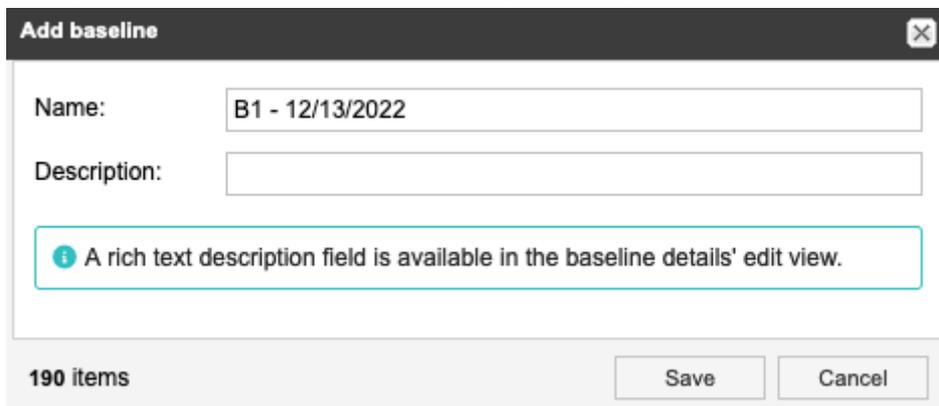 Add baseline
Name: B1 - 12/13/2022
Description:
A rich text description field is available in the baseline details' edit view.
190 items Save Cancel